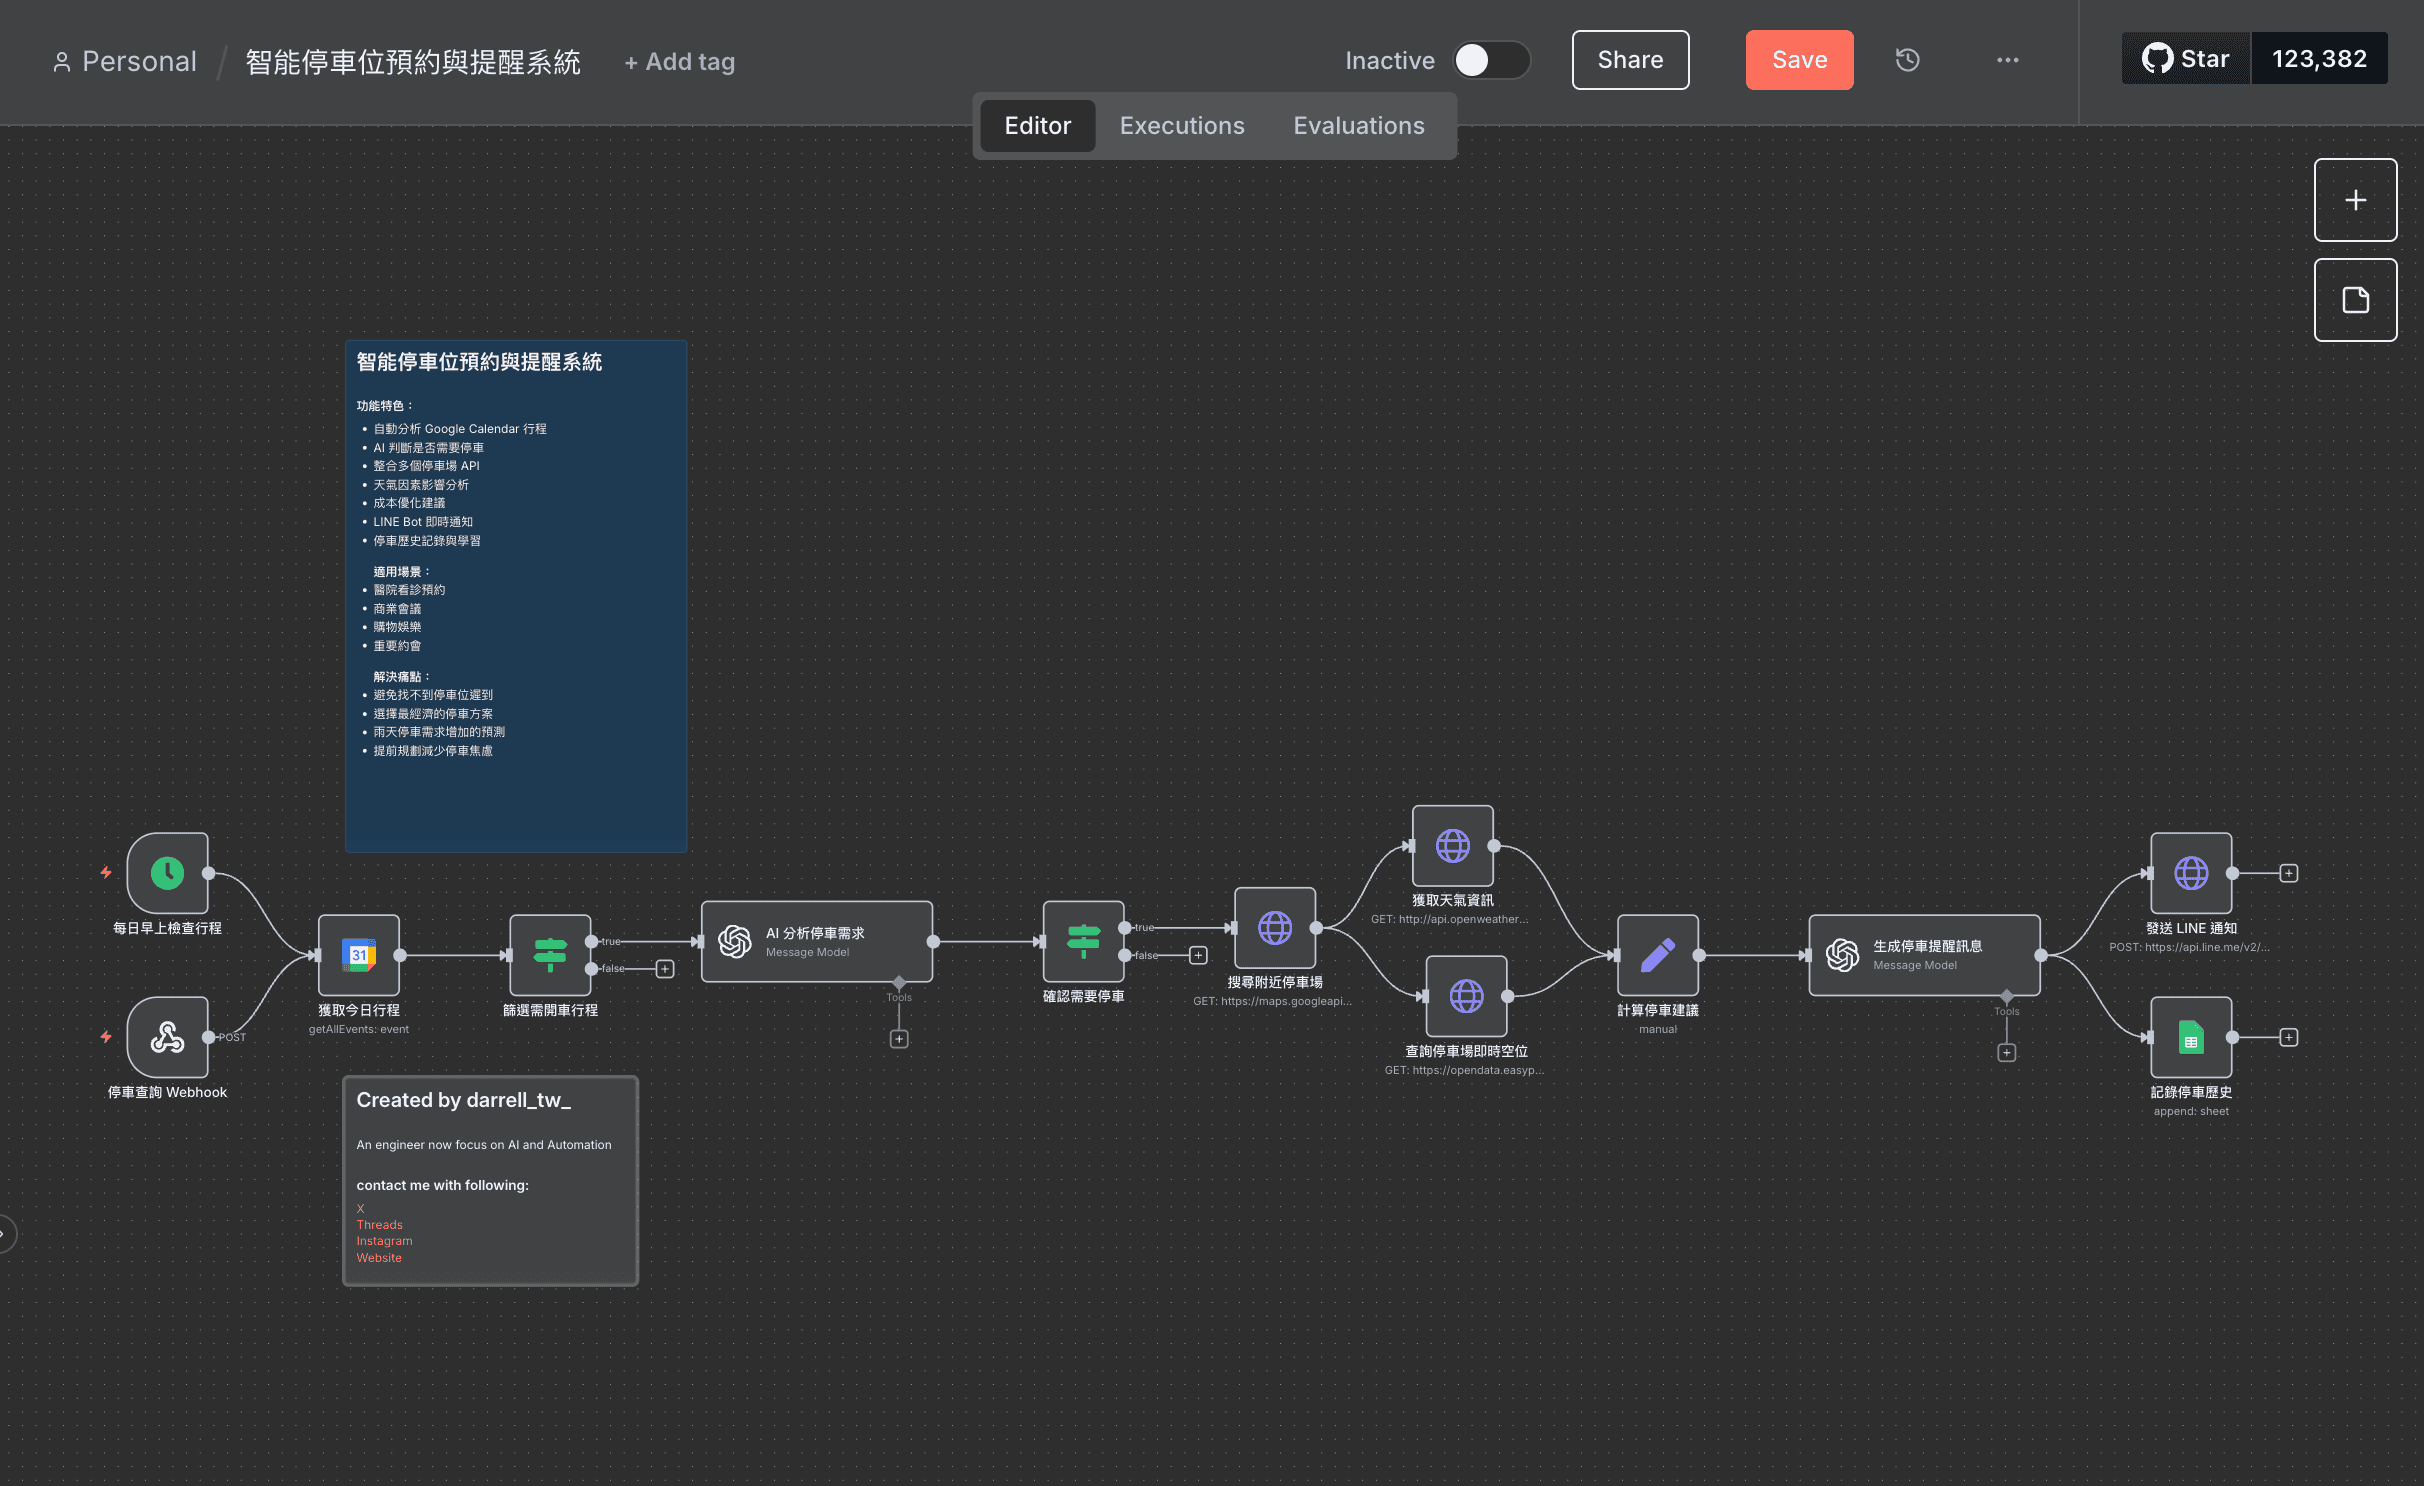 Personal / 智能停車位預約與提醒系統 + Add tag
Inactive
Share
Save
Star 123,382
Editor Executions Evaluations
智能停車位預約與提醒系統
功能特色：
• 自動分析 Google Calendar 行程
• AI 判斷是否需要停車
• 整合多個停車場 API
• 天氣因素影響分析
• 成本優化建議
• LINE Bot 即時通知
• 停車歷史記錄與學習
適用場景：
• 醫院看診預約
• 商業會議
• 購物娛樂
• 重要約會
解決痛點：
• 避免找不到停車位遲到
• 選擇最經濟的停車方案
• 雨天停車需求增加的預測
• 提前規劃減少停車焦慮
每日早上檢查行程
POST
停車查詢 Webhook
31
獲取今日行程
getAllEvents: event
true
false
篩選需開車行程
AI 分析停車需求
Message Model
Tools
true
false
確認需要停車
搜尋附近停車場
GET: https://maps.googleapi...
獲取天氣資訊
GET: http://api.openweather...
查詢停車場即時空位
GET: https://opendata.easyp...
計算停車建議
manual
生成停車提醒訊息
Message Model
Tools
發送 LINE 通知
POST: https://api.line.me/v2/...
記錄停車歷史
append: sheet
Created by darrell_tw_
An engineer now focus on AI and Automation
contact me with following:
X
Threads
Instagram
Website